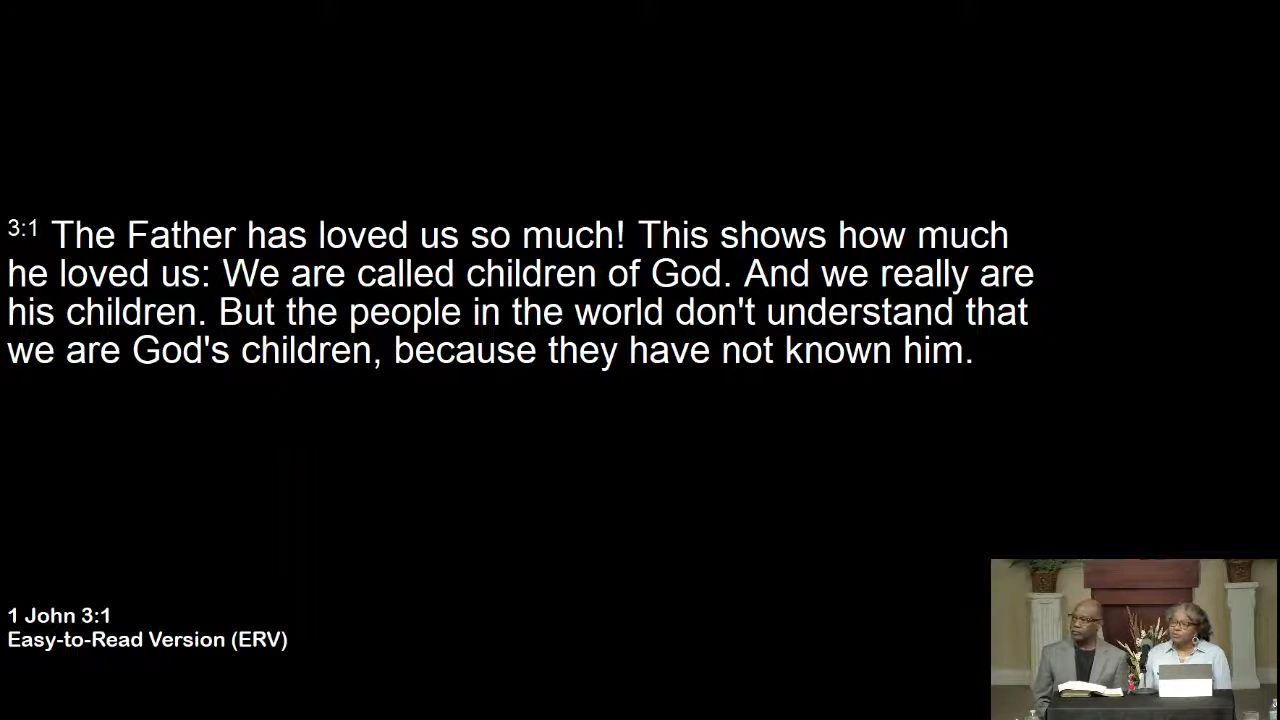 3:1 The Father has loved us so much! This shows how much
he loved us: We are called children of God. And we really are
his children. But the people in the world don't understand that
we are God's children, because they have not known him.
1 John 3:1
Easy-to-Read Version (ERV)